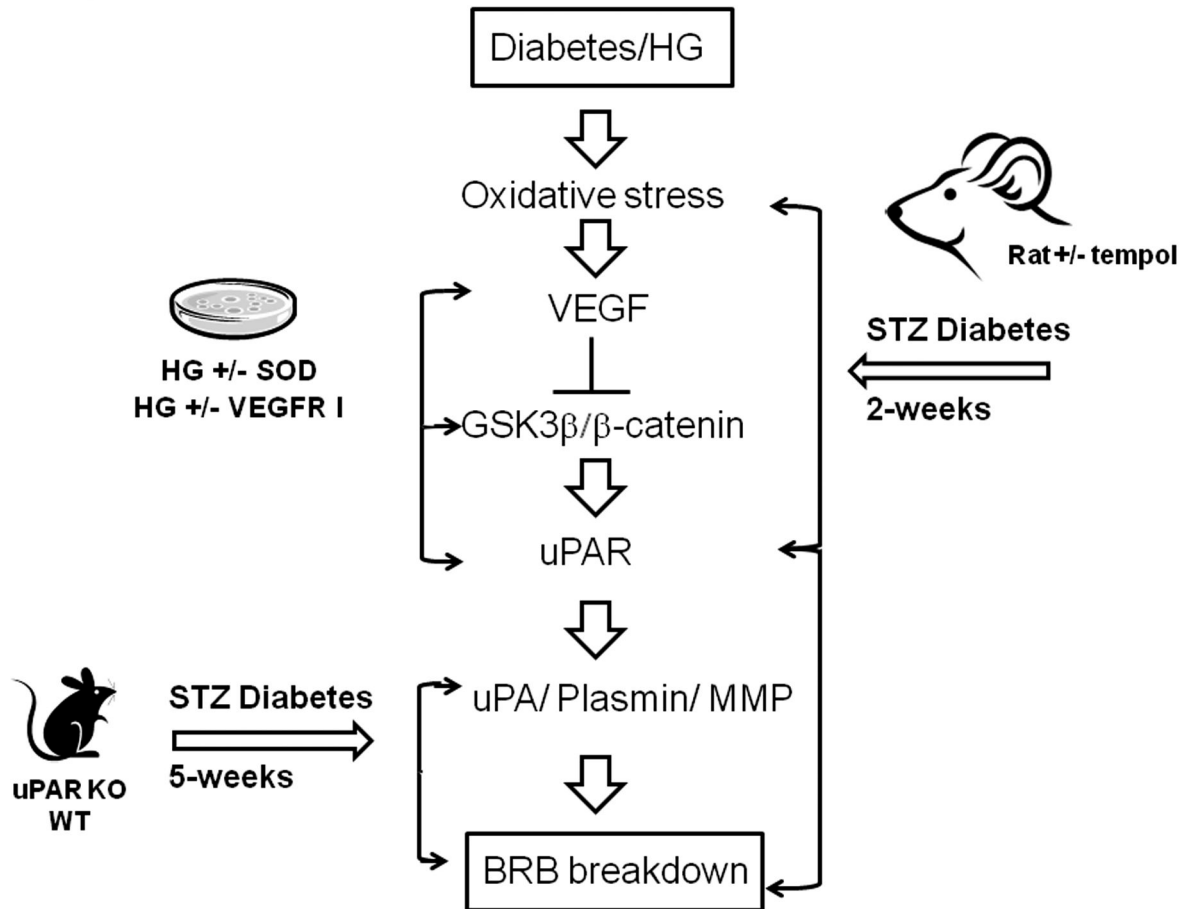 Diabetes/HG
Oxidative stress
Rat +/- tempol
VEGF
HG +/- SOD
HG +/- VEGFR I
STZ Diabetes
2-weeks
GSK3β/β-catenin
uPAR
uPA/ Plasmin/ MMP
STZ Diabetes
5-weeks
uPAR KO
WT
BRB breakdown